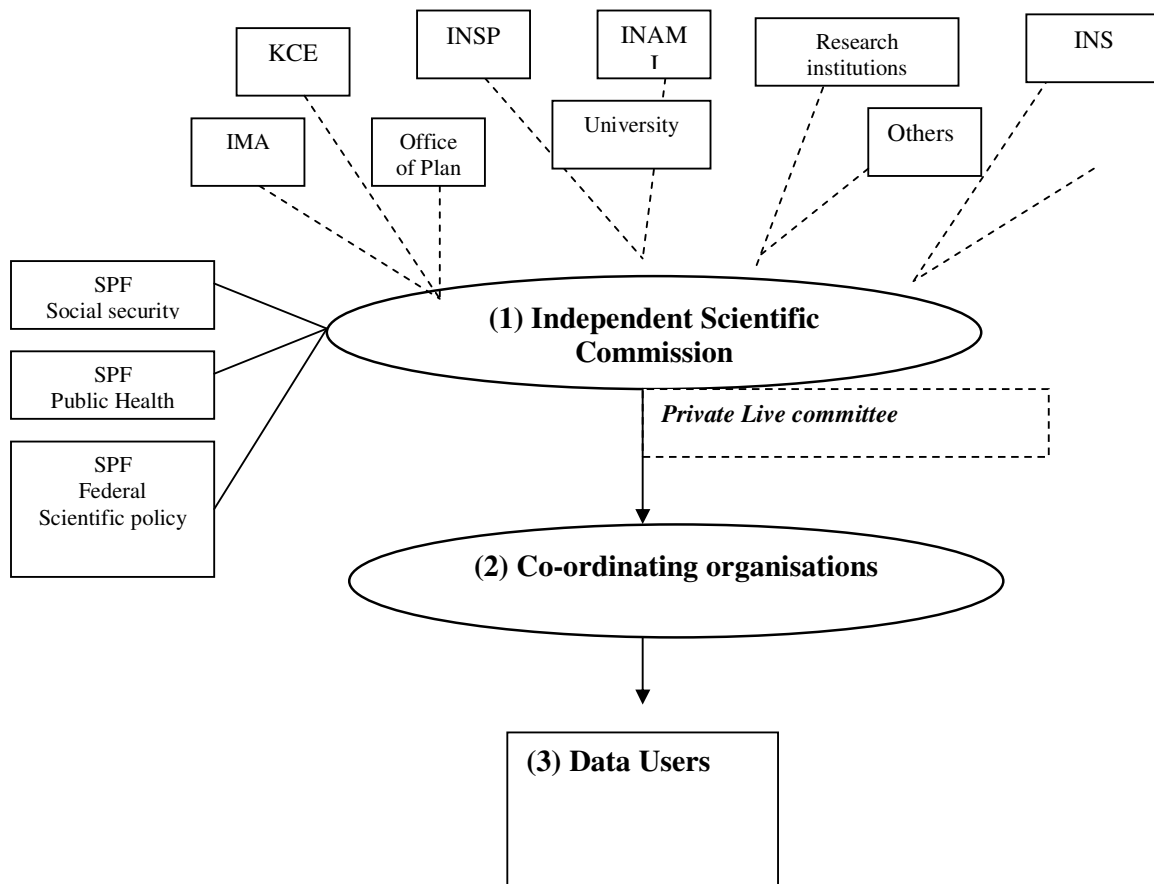 KCE
INSP
INAM
I
Research
institutions
INS
IMA
Office
of Plan
University
Others
SPF
Social security
SPF
Public Health
SPF
Federal
Scientific policy
(1) Independent Scientific
Commission
Private Live committee
(2) Co-ordinating organisations
(3) Data Users